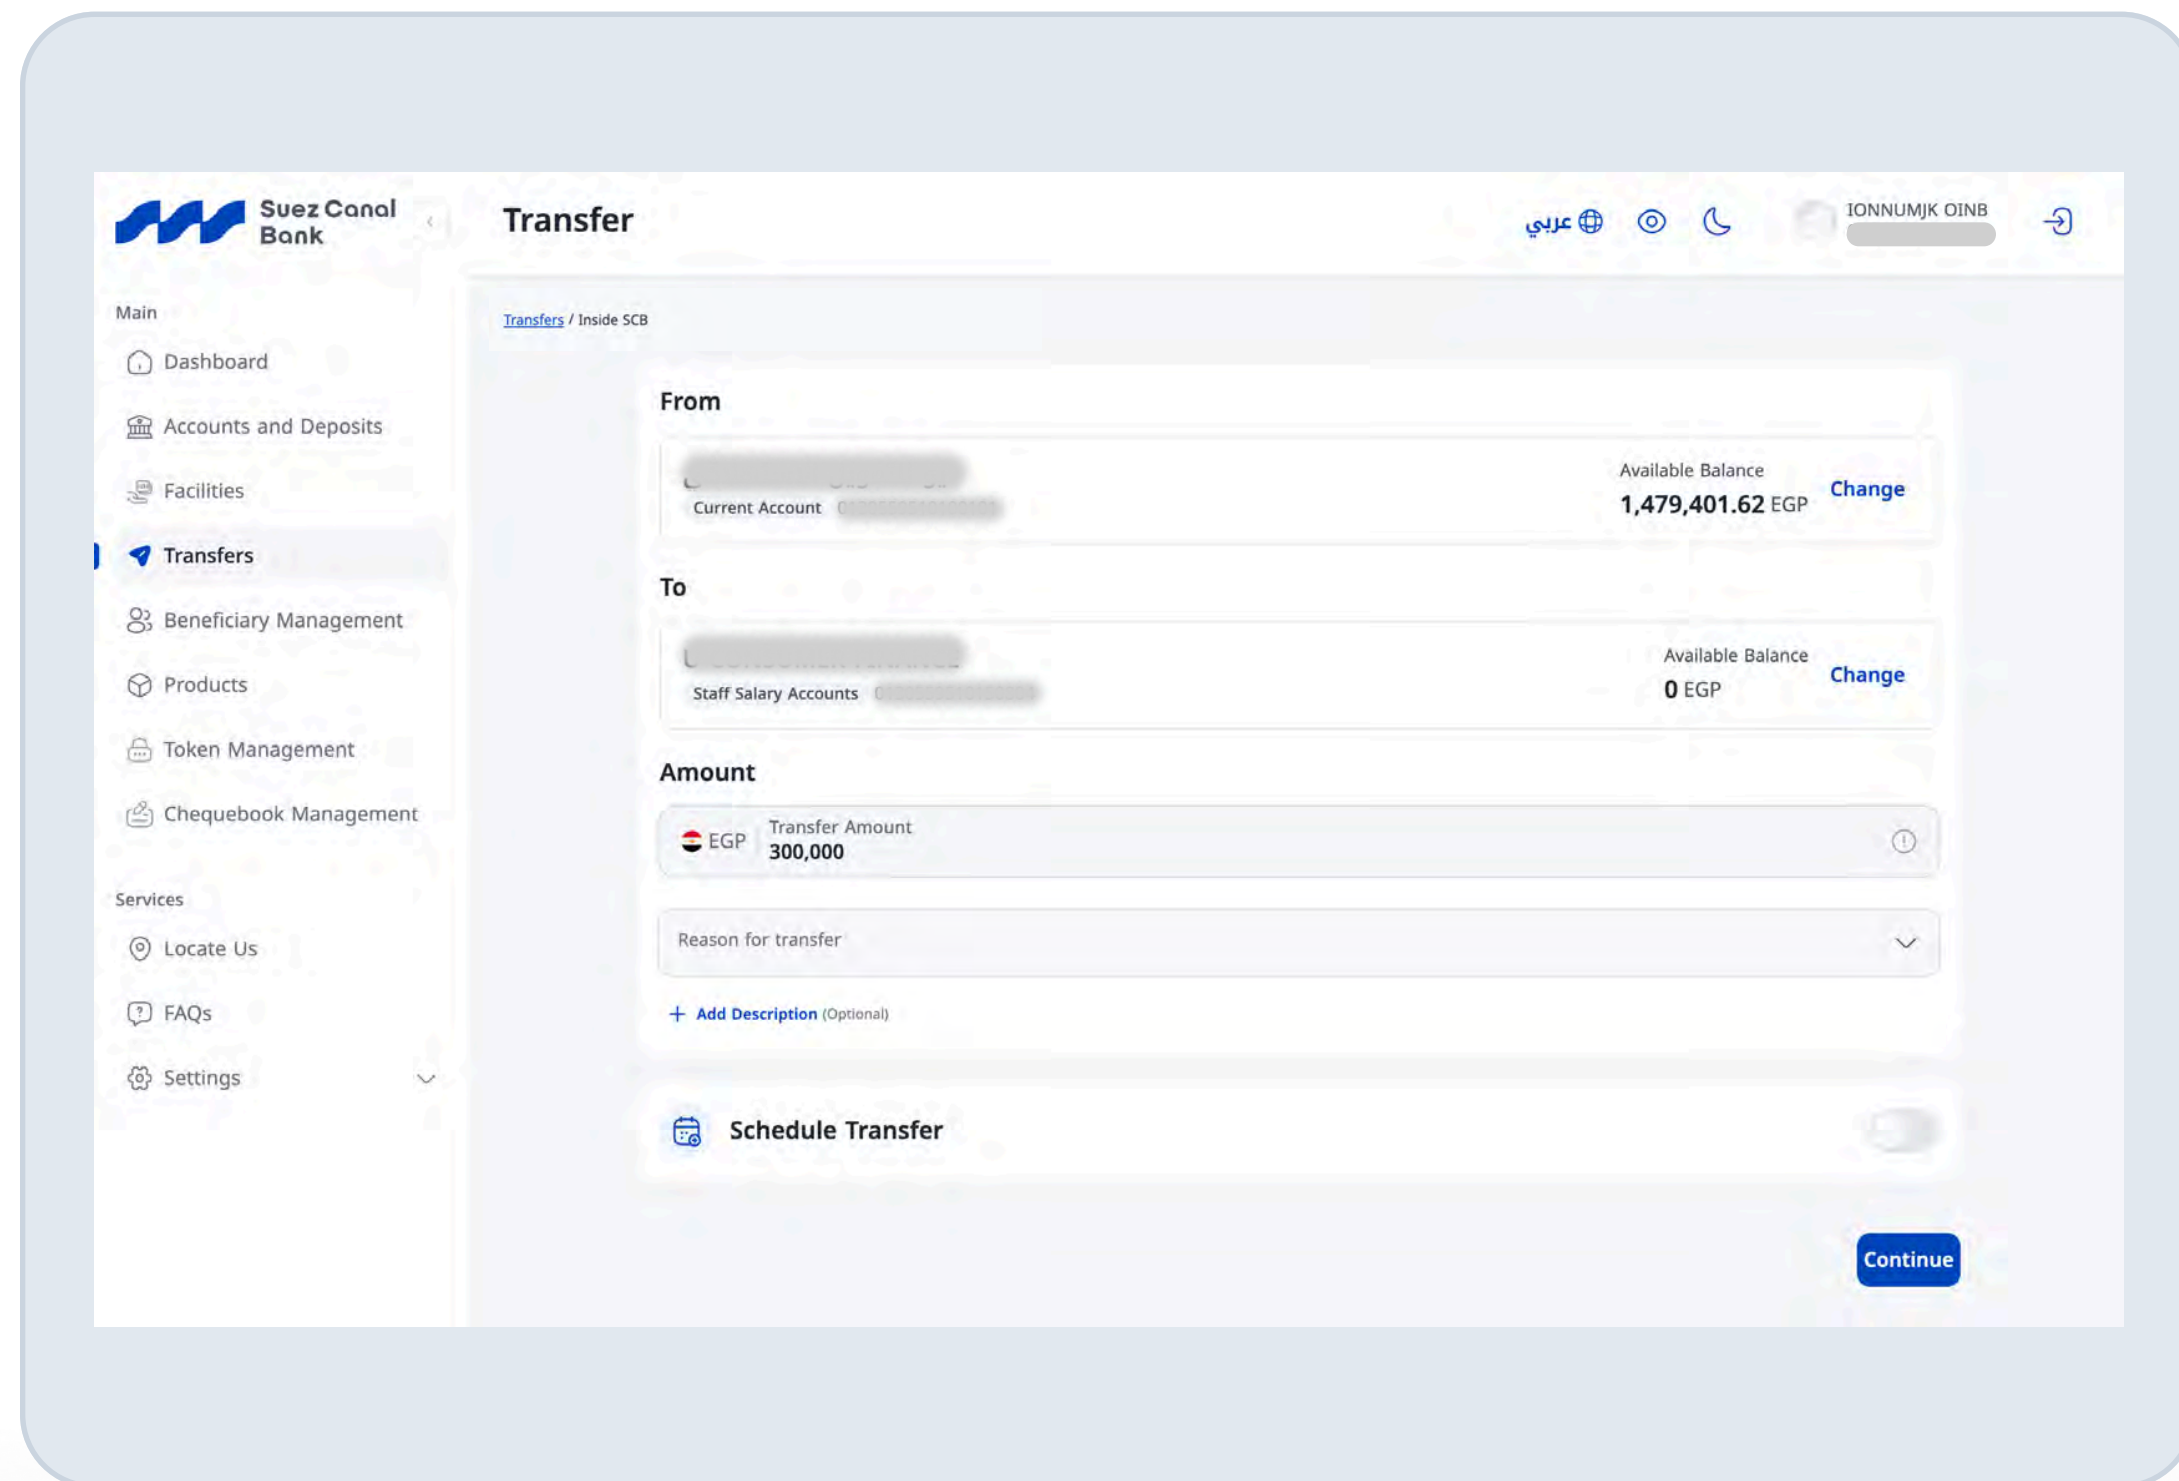 Suez Canal
Bank
Transfer
عربي
IONNUMJK OINB
Main
Dashboard
Accounts and Deposits
Facilities
Transfers
Beneficiary Management
Products
Token Management
Chequebook Management
Services
Locate Us
FAQs
Settings
Transfers / Inside SCB
From
Current Account
Available Balance
1,479,401.62 EGP
Change
To
Staff Salary Accounts
Available Balance
0 EGP
Change
Amount
EGP
Transfer Amount
300,000
Reason for transfer
+ Add Description (Optional)
Schedule Transfer
Continue